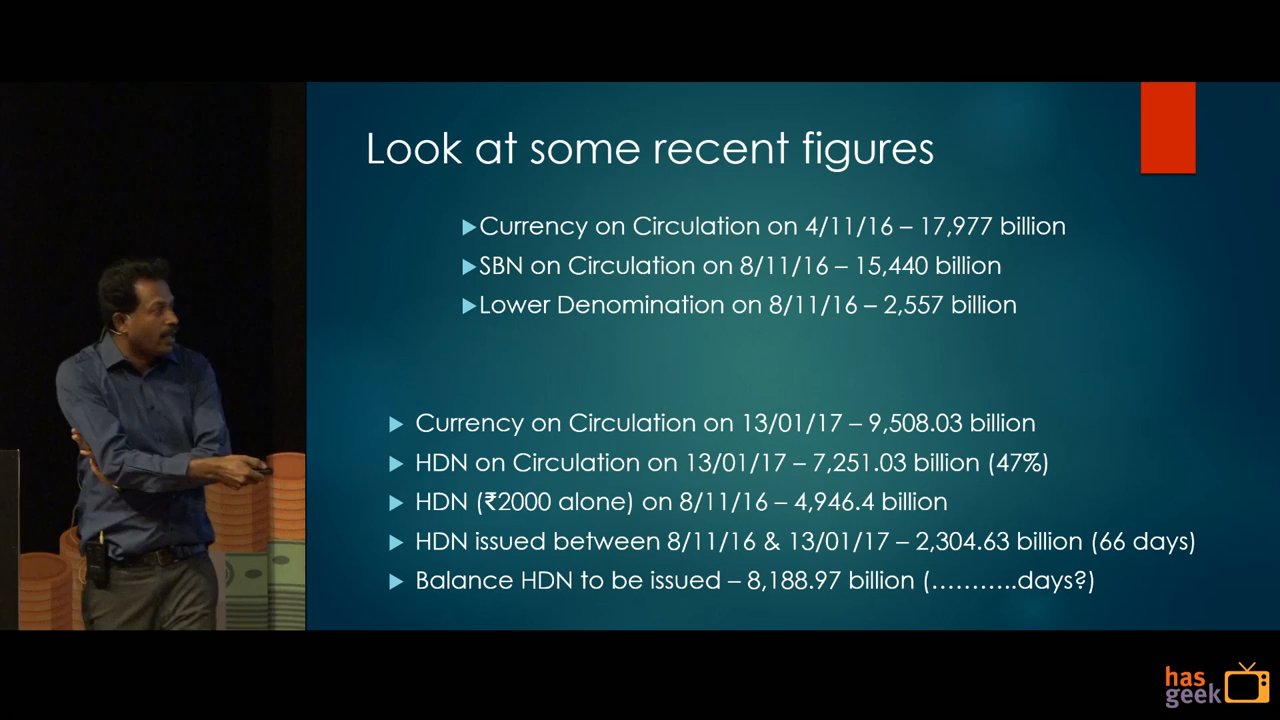 Look at some recent figures
Currency on Circulation on 4/11/16 – 17,977 billion
SBN on Circulation on 8/11/16 – 15,440 billion
Lower Denomination on 8/11/16 – 2,557 billion
Currency on Circulation on 13/01/17 – 9,508.03 billion
HDN on Circulation on 13/01/17 – 7,251.03 billion (47%)
HDN (₹2000 alone) on 8/11/16 – 4,946.4 billion
HDN issued between 8/11/16 & 13/01/17 – 2,304.63 billion (66 days)
Balance HDN to be issued – 8,188.97 billion (...........days?)
has
geek